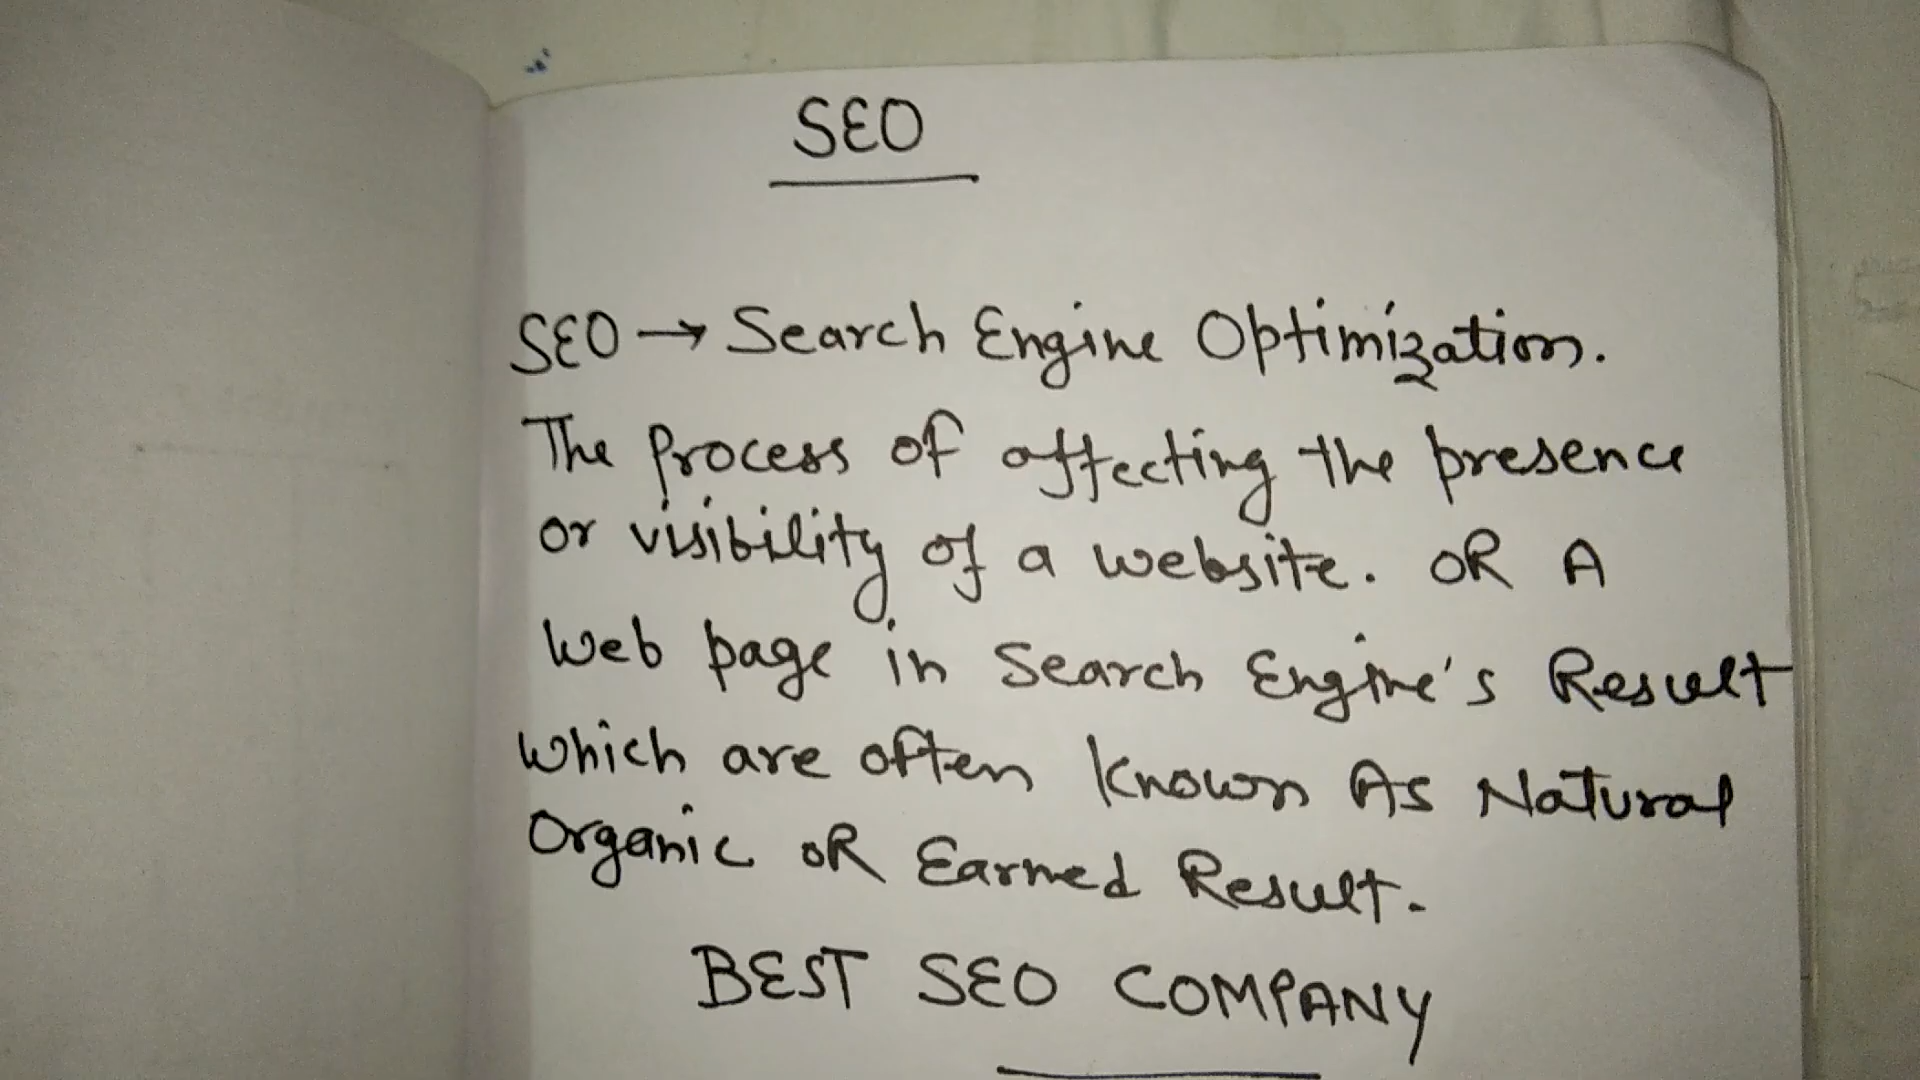 SEO
SEO → Search Engine Optimization.
The Process of affecting the presence
or visibility of a website. OR A
Web page in Search Engine's Result
which are often known As Natural
Organic OR Earned Result.
BEST SEO COMPANY